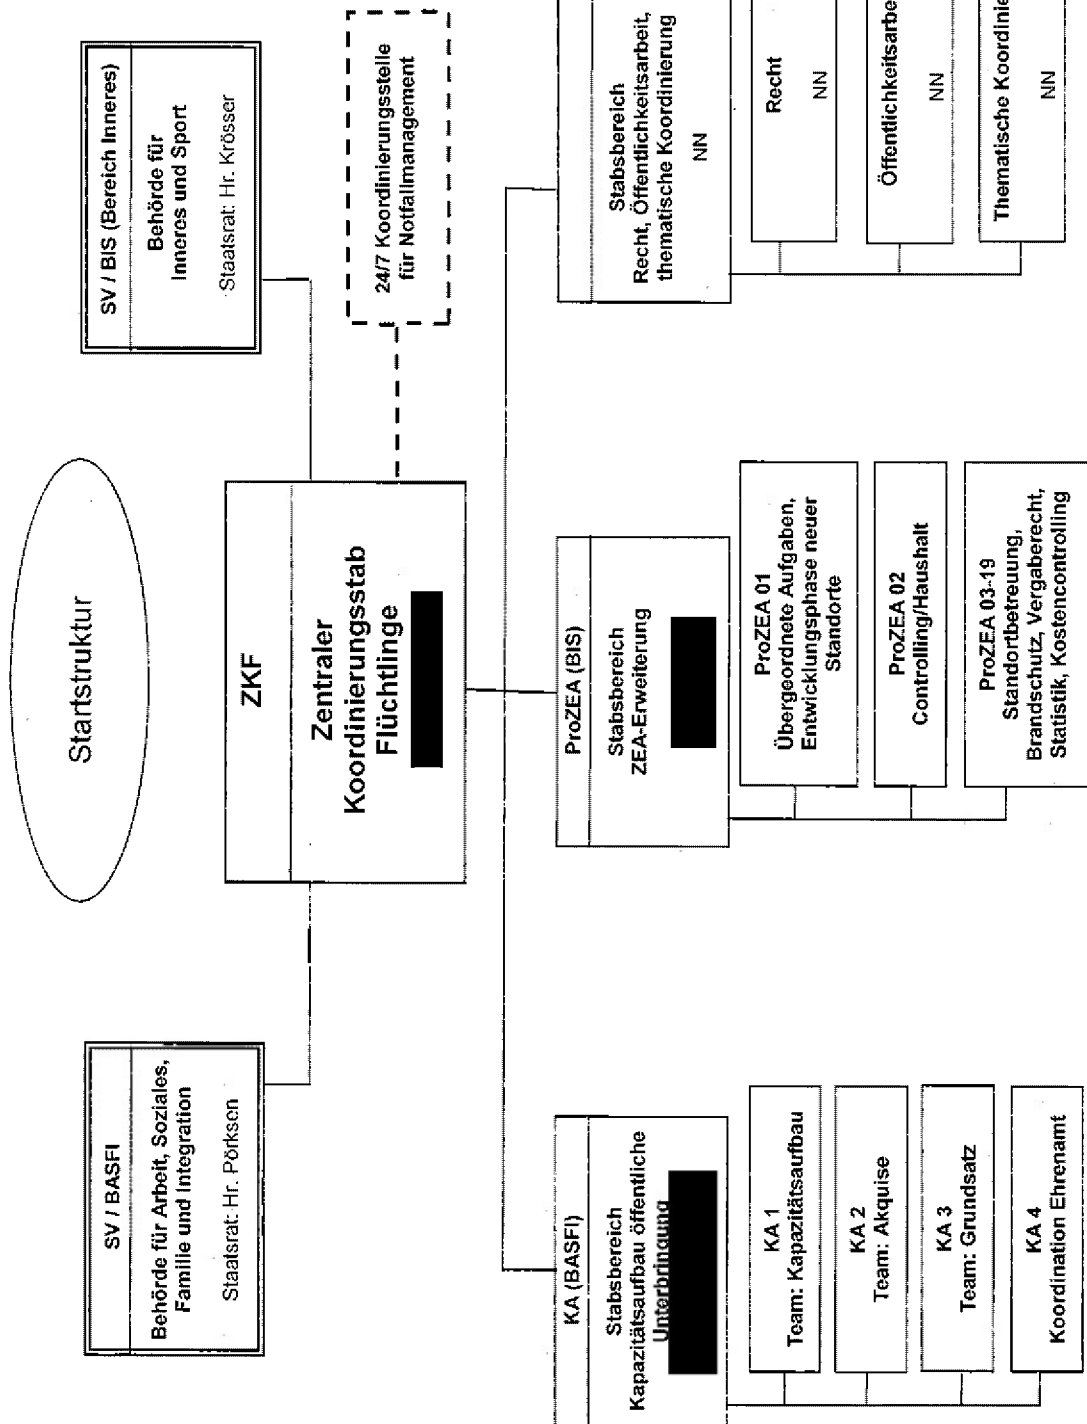 Startstruktur
SV / BASFI
Behörde für Arbeit, Soziales,
Familie und Integration
Staatsrat: Hr. Pörksen
ZKF
Zentraler
Koordinierungsstab
Flüchtlinge
SV / BIS (Bereich Inneres)
Behörde für
Inneres und Sport
Staatsrat: Hr. Krösser
24/7 Koordinierungsstelle
für Notfallmanagement
KA (BASFI)
Stabsbereich
Kapazitätsaufbau öffentliche
Unterbringung
KA 1
Team: Kapazitätsaufbau
KA 2
Team: Akquise
KA 3
Team: Grundsatz
KA 4
Koordination Ehrenamt
ProZEA (BIS)
Stabsbereich
ZEA-Erweiterung
ProZEA 01
Übergeordnete Aufgaben,
Entwicklungsphase neuer
Standorte
ProZEA 02
Controlling/Haushalt
ProZEA 03-19
Standortbetreuung,
Brandschutz, Vergaberecht,
Statistik, Kostencontrolling
Stabsbereich
Recht, Öffentlichkeitsarbeit,
thematische Koordinierung
NN
Recht
NN
Öffentlichkeitsarbe
NN
Thematische Koordinie
NN